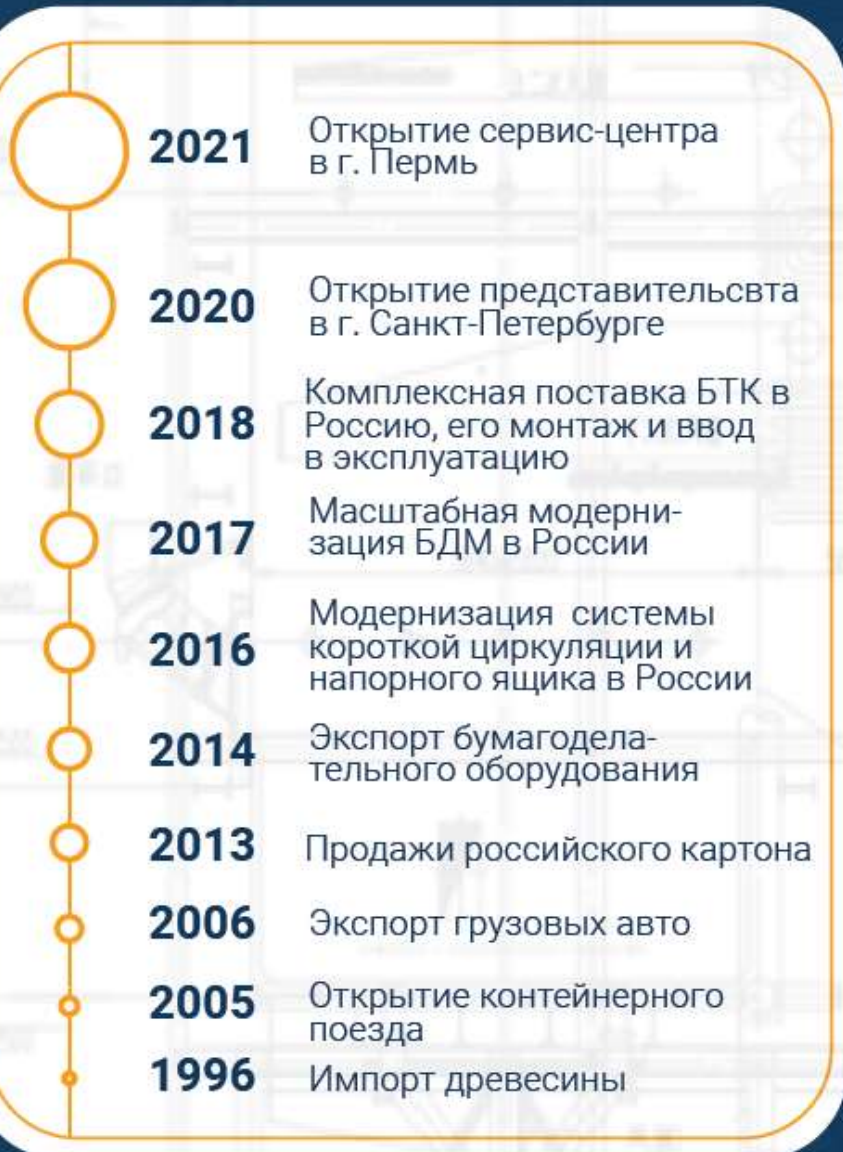 2021 Открытие сервис-центра
в г. Пермь
2020 Открытие представительсвта
в г. Санкт-Петербурге
2018 Комплексная поставка БТК в
Россию, его монтаж и ввод
в эксплуатацию
2017 Масштабная модерни-
зация БДМ в России
2016 Модернизация системы
короткой циркуляции и
напорного ящика в России
2014 Экспорт бумагодела-
тельного оборудования
2013 Продажи российского картона
2006 Экспорт грузовых авто
2005 Открытие контейнерного
поезда
1996 Импорт древесины